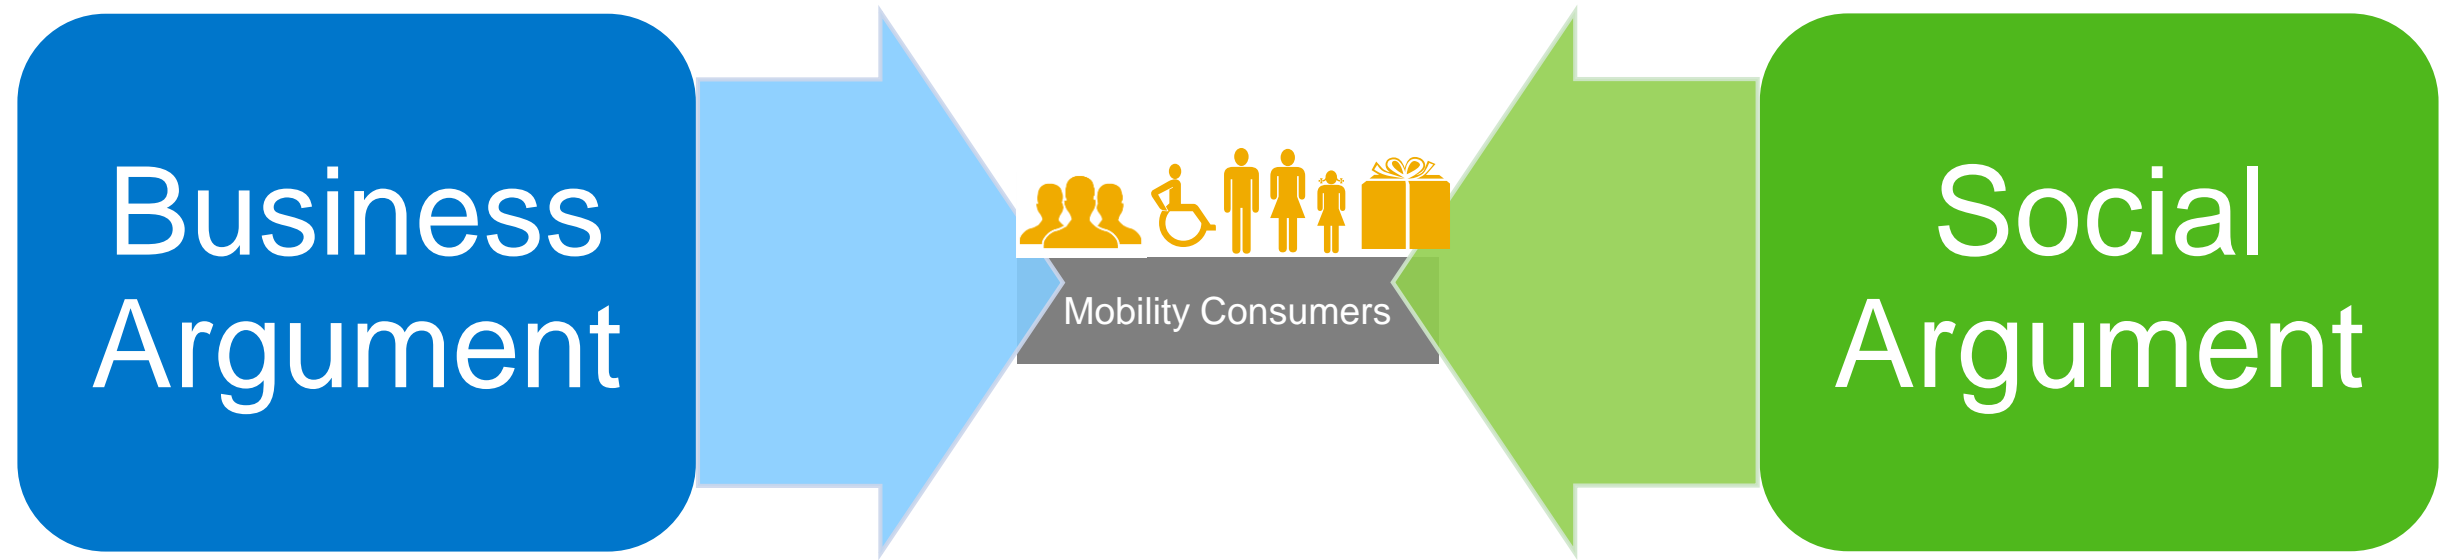 Business
Argument
Mobility Consumers
Social
Argument